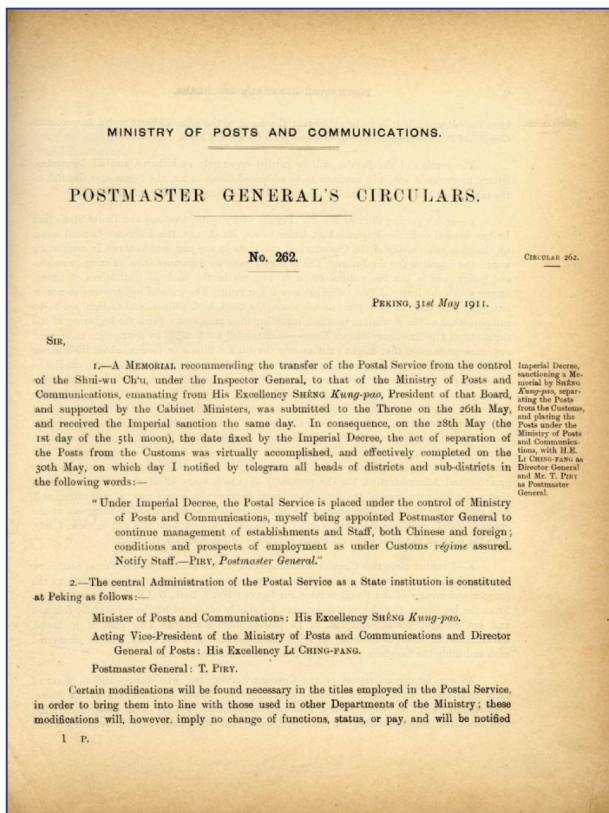 MINISTRY OF POSTS AND COMMUNICATIONS.
POSTMASTER GENERAL'S CIRCULARS.
No. 262.
CIRCULAR 262.
PEKING, 31st May 1911.
SIR,
1.—A MEMORIAL recommending the transfer of the Postal Service from the control
of the Shui-wu Ch'u, under the Inspector General, to that of the Ministry of Posts and
Communications, emanating from His Excellency SHÊNG Kung-pao, President of that Board,
and supported by the Cabinet Ministers, was submitted to the Throne on the 26th May,
and received the Imperial sanction the same day. In consequence, on the 28th May (the
1st day of the 5th moon), the date fixed by the Imperial Decree, the act of separation of
the Posts from the Customs was virtually accomplished, and effectively completed on the
30th May, on which day I notified by telegram all heads of districts and sub-districts in
the following words:—
Imperial Decree,
sanctioning a Me-
morial by SHÊNG
Kung-pao, separ-
ating the Posts
from the Customs,
and placing the
Posts under the
Ministry of Posts
and Communica-
tions, with H.E.
LI CHING-FANG as
Director General
and Mr. T. PIRY
as Postmaster
General.
"Under Imperial Decree, the Postal Service is placed under the control of Ministry
of Posts and Communications, myself being appointed Postmaster General to
continue management of establishments and Staff, both Chinese and foreign;
conditions and prospects of employment as under Customs régime assured.
Notify Staff.—PIRY, Postmaster General."
2.—The central Administration of the Postal Service as a State institution is constituted
at Peking as follows:—
Minister of Posts and Communications: His Excellency SHÊNG Kung-pao.
Acting Vice-President of the Ministry of Posts and Communications and Director
General of Posts: His Excellency LI CHING-FANG.
Postmaster General: T. PIRY.
Certain modifications will be found necessary in the titles employed in the Postal Service,
in order to bring them into line with those used in other Departments of the Ministry; these
modifications will, however, imply no change of functions, status, or pay, and will be notified
1 P.